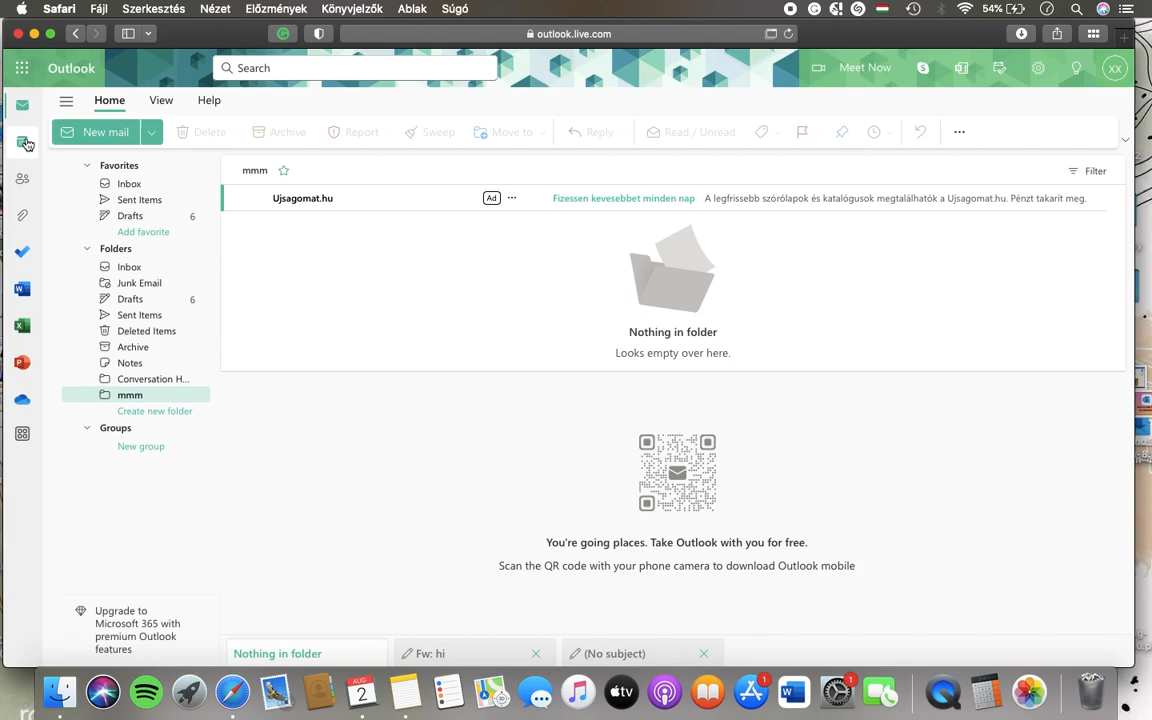 Safari Fájl Szerkesztés Nézet Előzmények Könyvjelzők Ablak Súgó 54%
outlook.live.com
Outlook Search Meet Now XX
Home View Help
New mail Delete Archive Report Sweep Move to Reply Read / Unread
Favorites
Inbox
Sent Items
Drafts 6
Add favorite
Folders
Inbox
Junk Email
Drafts 6
Sent Items
Deleted Items
Archive
Notes
Conversation H...
mmm
Create new folder
Groups
New group
Upgrade to
Microsoft 365 with
premium Outlook
features
mmm Filter
Ujsagomat.hu Ad Fizessen kevesebbet minden nap A legfrissebb szórólapok és katalógusok megtalálhatók a Ujsagomat.hu. Pénzt takarít meg.
Nothing in folder
Looks empty over here.
You're going places. Take Outlook with you for free.
Scan the QR code with your phone camera to download Outlook mobile
Nothing in folder Fw: hi (No subject)
AUG
2
tv
1
1